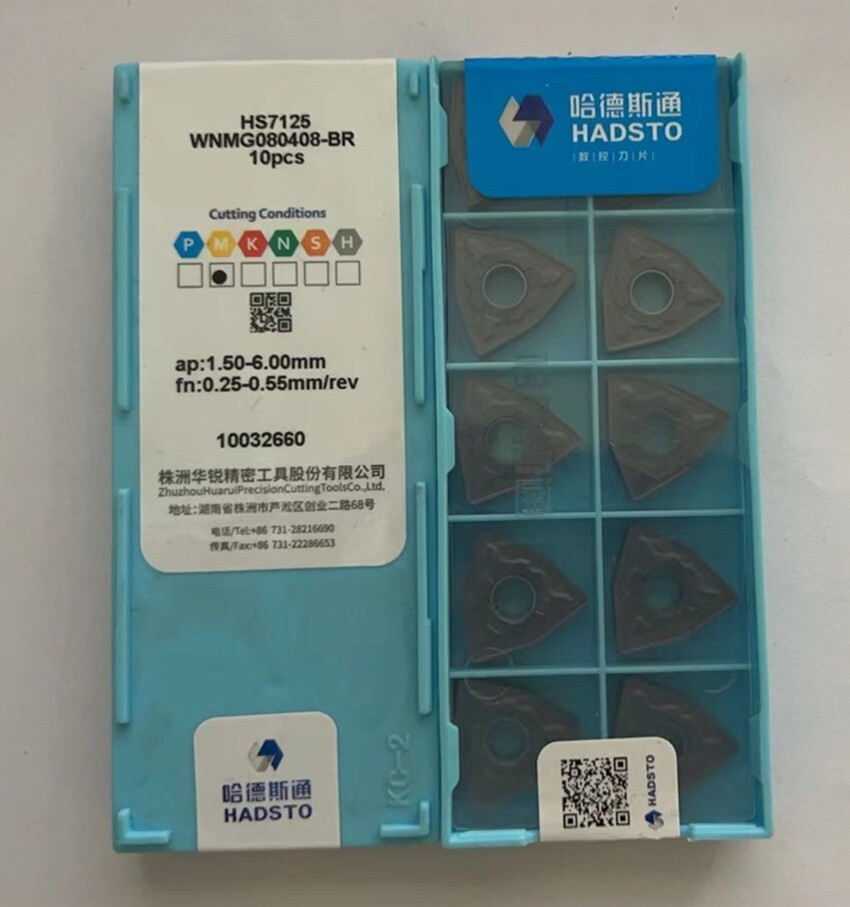 HS7125
WNMG080408-BR
10pcs
Cutting Conditions
P M K N S H
ap:1.50-6.00mm
fn:0.25-0.55mm/rev
10032660
株洲华锐精密工具股份有限公司
ZhuzhouHuaruiPrecisionCuttingToolsCo.,Ltd.
地址:湖南省株洲市芦淞区创业二路68号
电话/Tel:+86 731-28216690
传真/Fax:+86 731-22286653
KC-2
哈德斯通
HADSTO
哈德斯通
HADSTO
|数|控|刀|片|
HADSTO